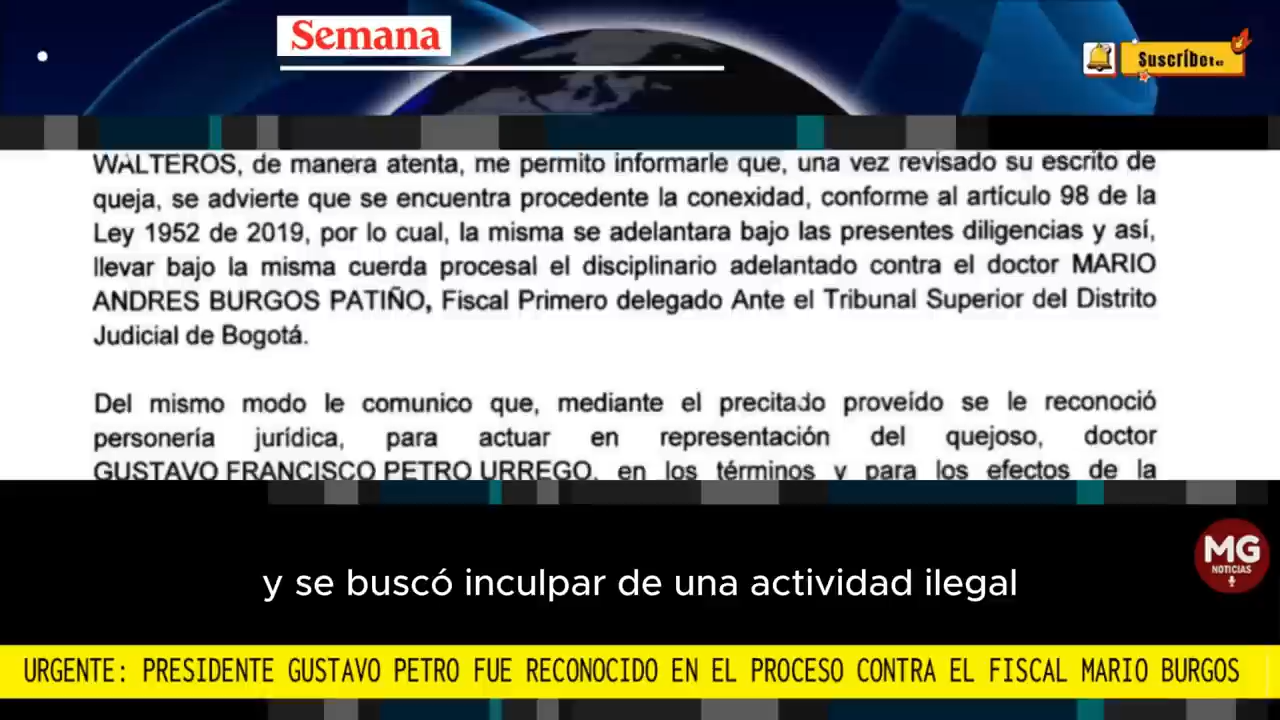 Semana
Suscríbete
WALTEROS, de manera atenta, me permito informarle que, una vez revisado su escrito de
queja, se advierte que se encuentra procedente la conexidad, conforme al artículo 98 de la
Ley 1952 de 2019, por lo cual, la misma se adelantara bajo las presentes diligencias y así,
llevar bajo la misma cuerda procesal el disciplinario adelantado contra el doctor MARIO
ANDRES BURGOS PATIÑO, Fiscal Primero delegado Ante el Tribunal Superior del Distrito
Judicial de Bogotá.
Del mismo modo le comunico que, mediante el precitado proveído se le reconoció
personería jurídica, para actuar en representación del quejoso, doctor
GUSTAVO FRANCISCO PETRO URREGO, en los términos y para los efectos de la
MG
NOTICIAS
y se buscó inculpar de una actividad ilegal
URGENTE: PRESIDENTE GUSTAVO PETRO FUE RECONOCIDO EN EL PROCESO CONTRA EL FISCAL MARIO BURGOS